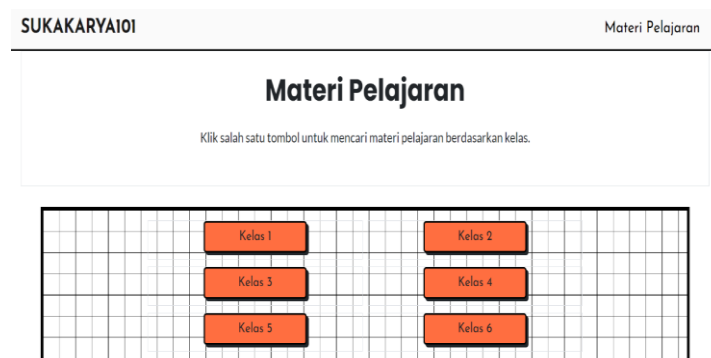 SUKAKARYA101
Materi Pelajaran
Materi Pelajaran
Klik salah satu tombol untuk mencari materi pelajaran berdasarkan kelas.
Kelas 1
Kelas 2
Kelas 3
Kelas 4
Kelas 5
Kelas 6